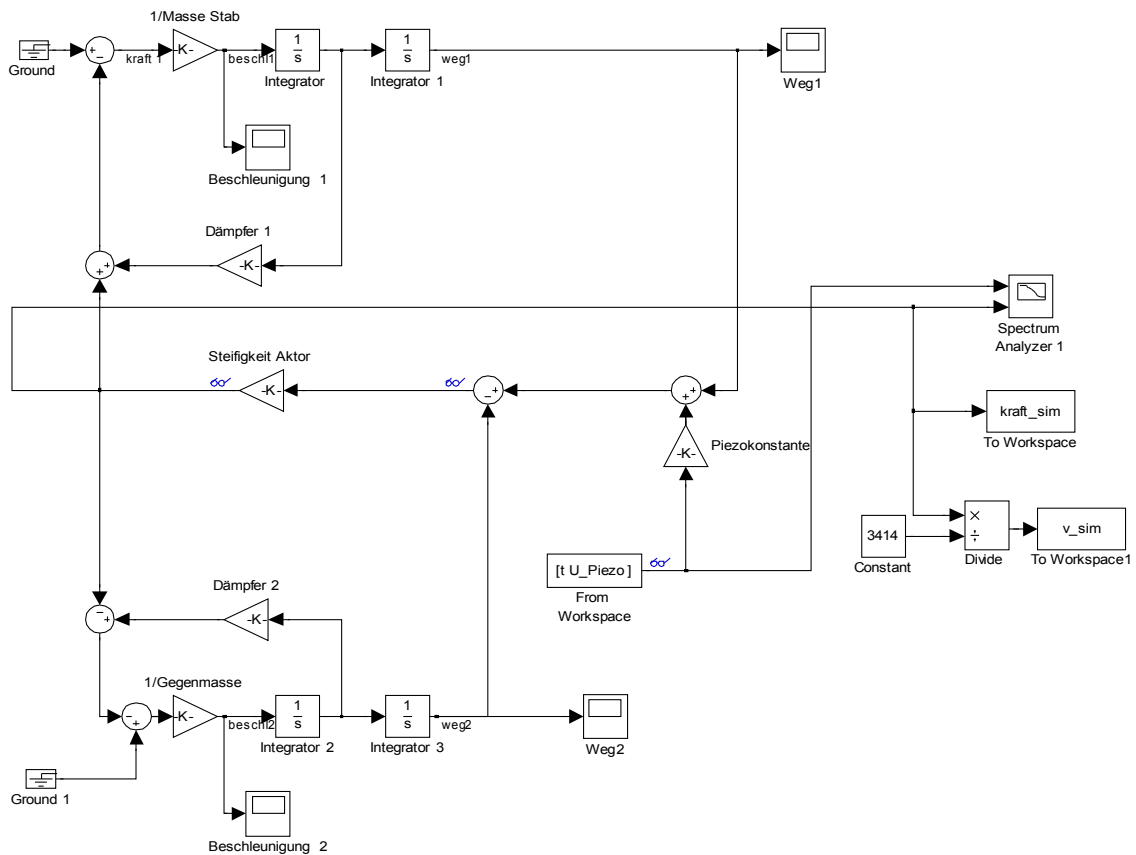 1/Masse Stab
+
-
kraft 1
-K-
beschl1
1
s
1
s
weg1
Ground
Integrator
Integrator 1
Weg1
Beschleunigung 1
Dämpfer 1
+
+
-K-
Spectrum
Analyzer 1
Steifigkeit Aktor
-K-
+
-
+
+
kraft_sim
To Workspace
-K-
Piezokonstante
3414
×
÷
v_sim
Constant
Divide
To Workspace1
[t U_Piezo ]
From
Workspace
Dämpfer 2
-
+
-K-
1/Gegenmasse
-
+
-K-
beschl2
1
s
1
s
weg2
Integrator 2
Integrator 3
Weg2
Ground 1
Beschleunigung 2